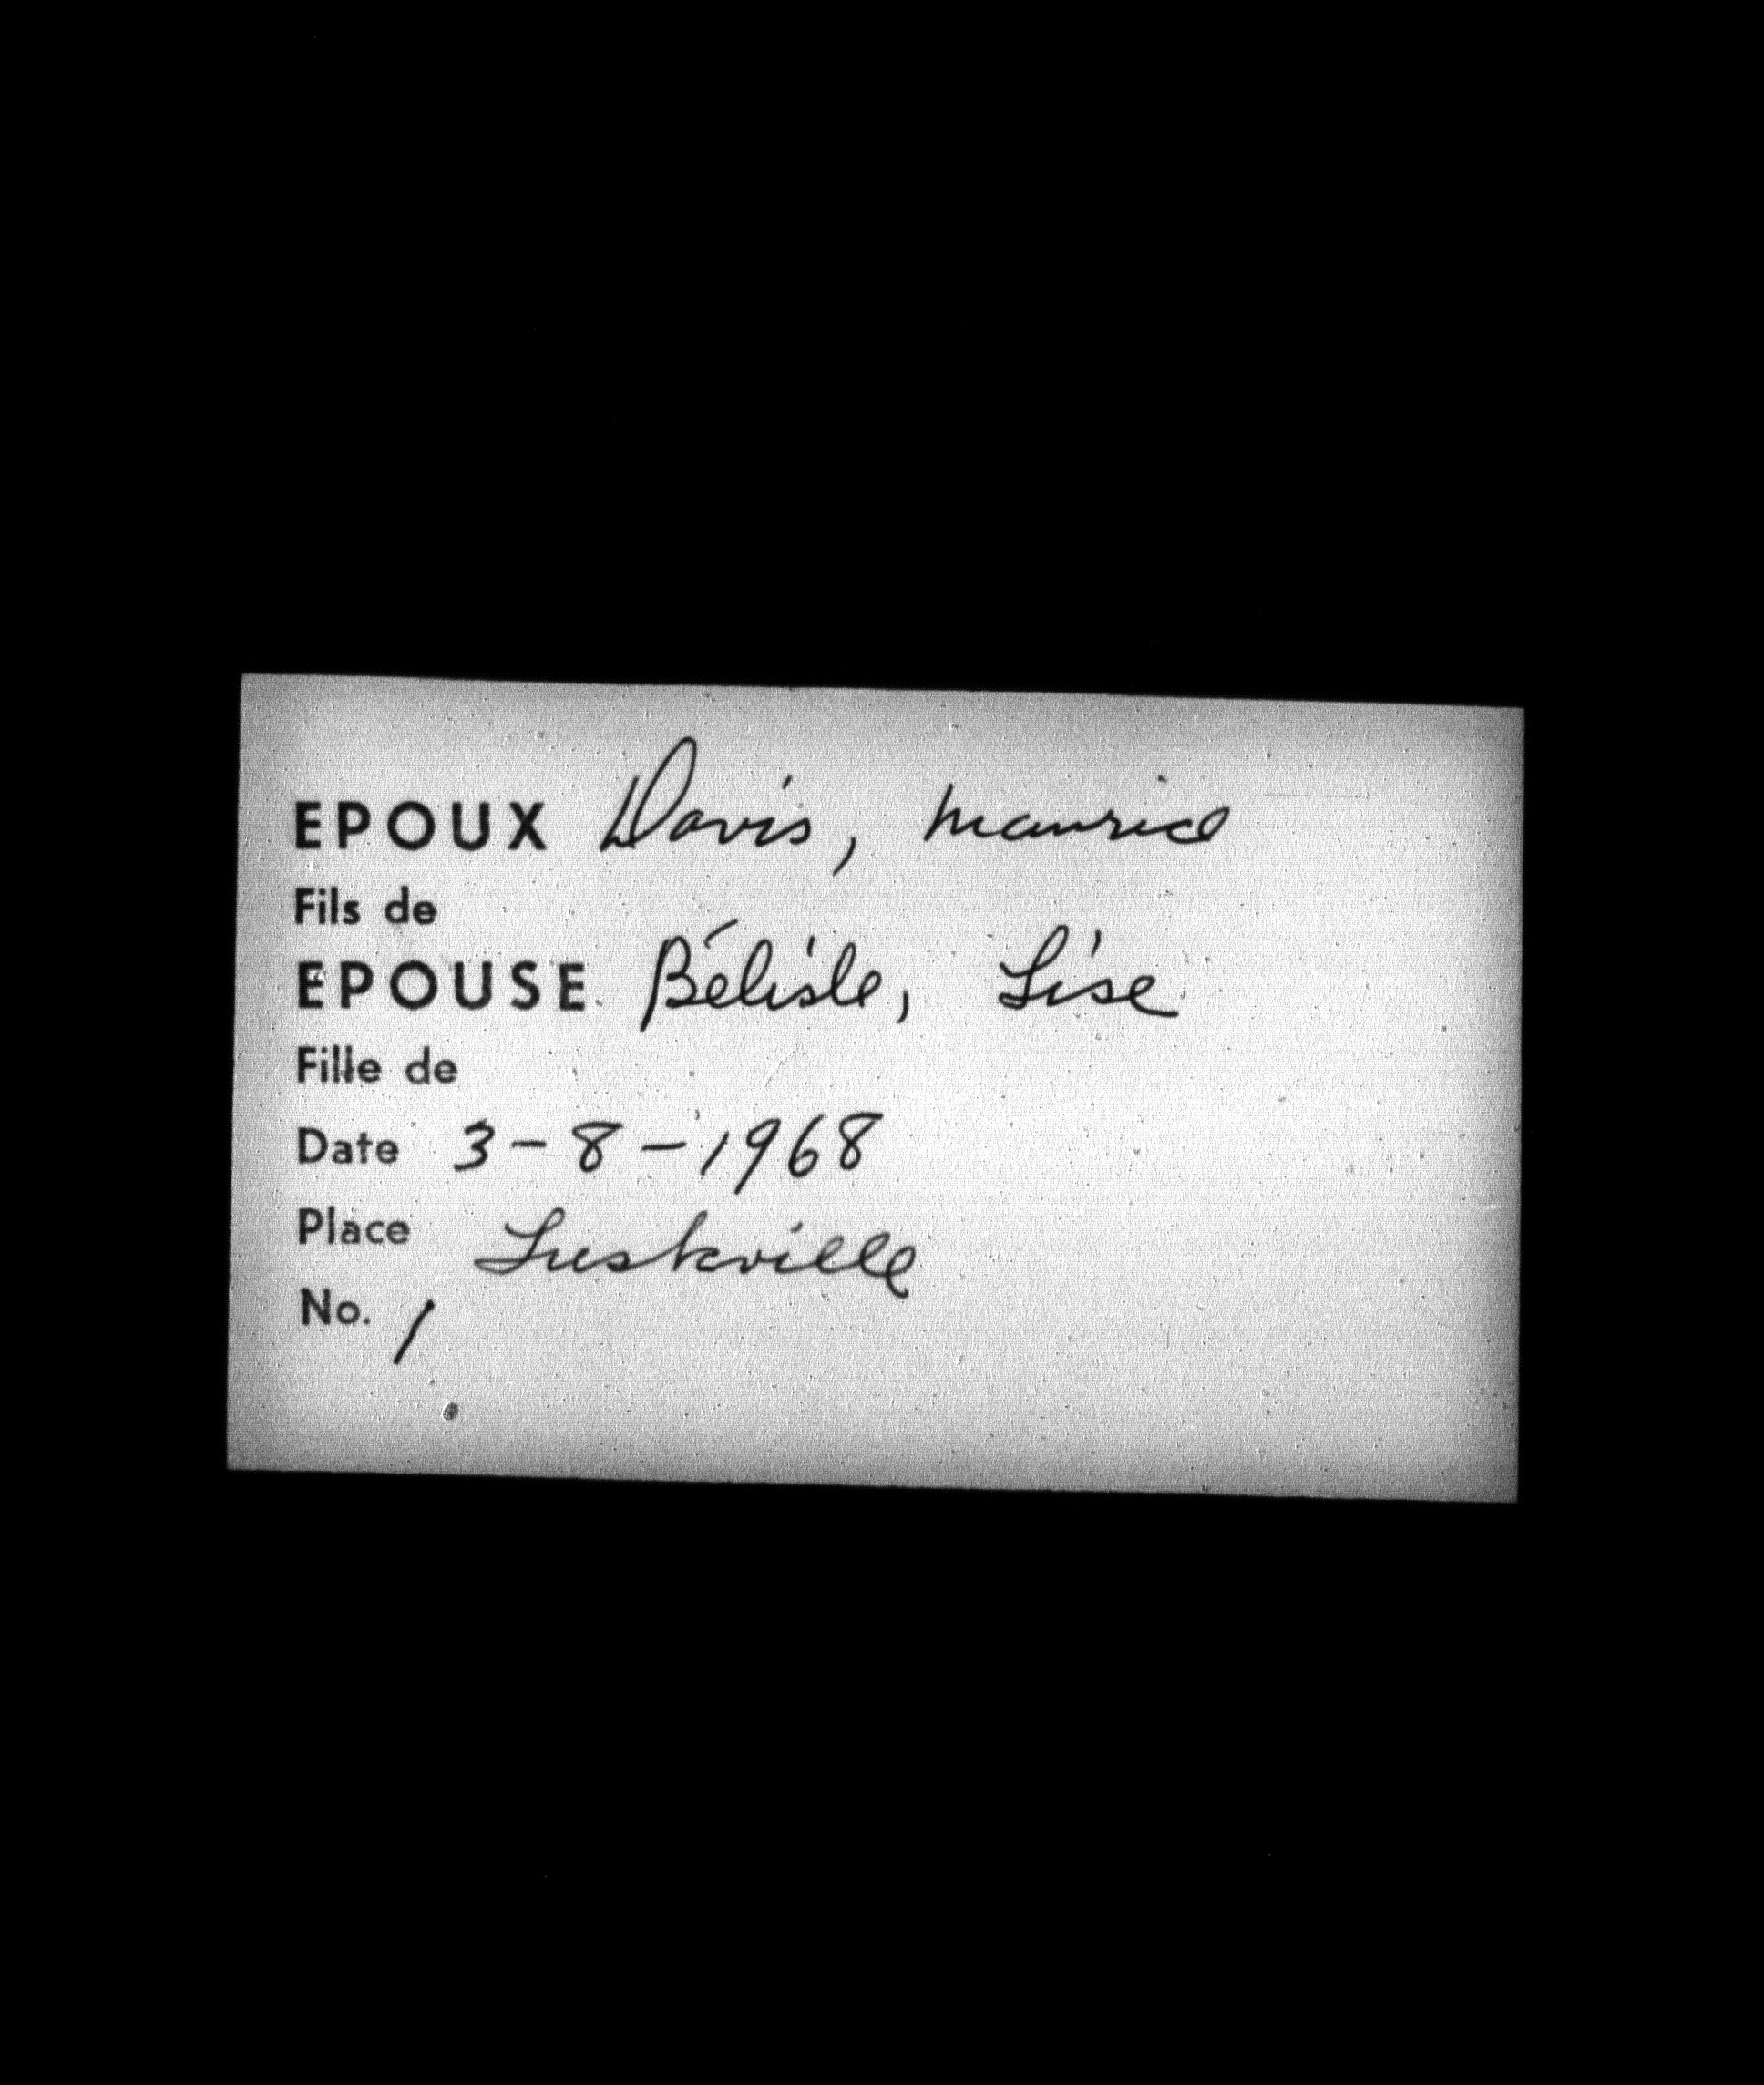 EPOUX Davis, Maurice
Fils de
EPOUSE Bélisle, Lise
Fille de
Date 3-8-1968
Place Luskville
No. 1